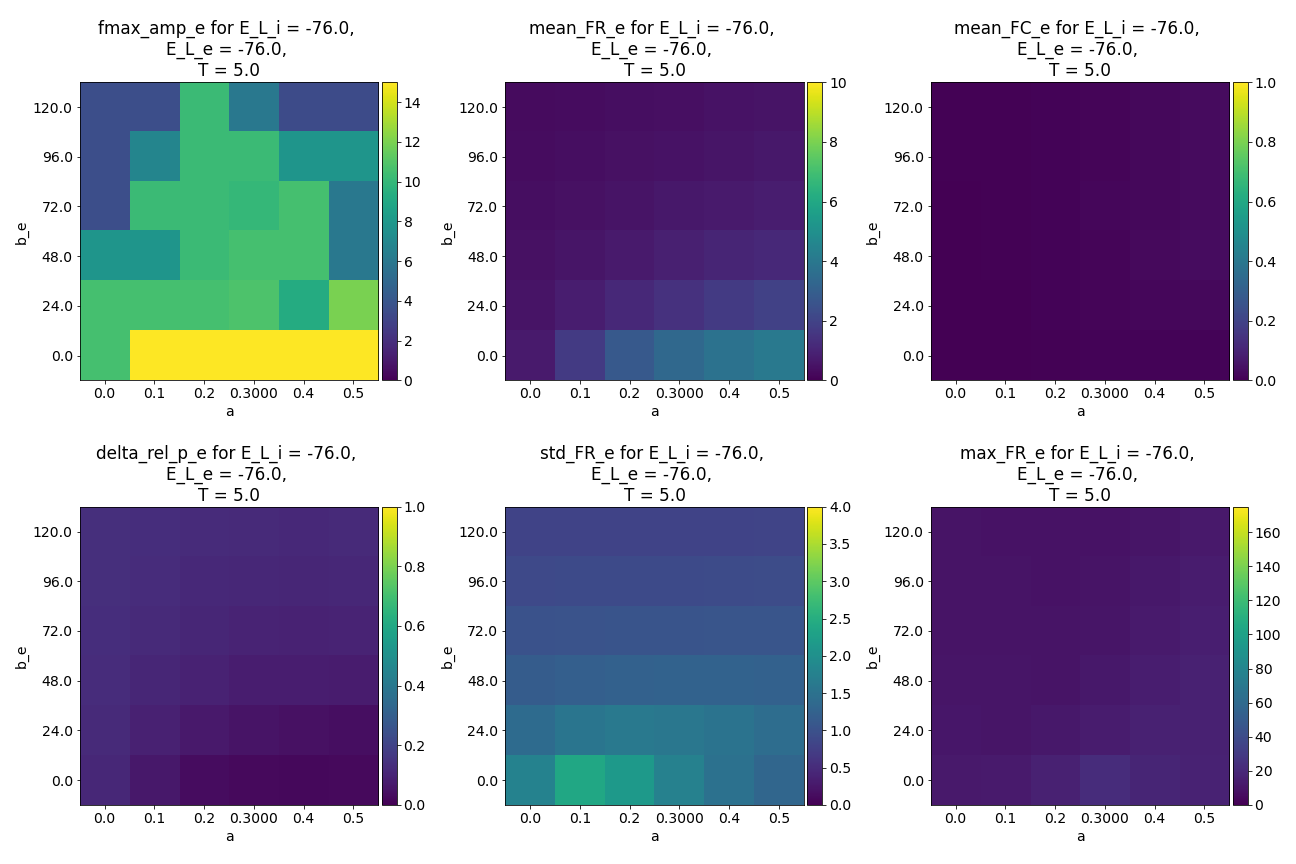 fmax_amp_e for E_L_i = -76.0,
E_L_e = -76.0,
T = 5.0
120.0
96.0
72.0
48.0
24.0
0.0
b_e
0.0 0.1 0.2 0.3000 0.4 0.5
a
14
12
10
8
6
4
2
0
mean_FR_e for E_L_i = -76.0,
E_L_e = -76.0,
T = 5.0
120.0
96.0
72.0
48.0
24.0
0.0
b_e
0.0 0.1 0.2 0.3000 0.4 0.5
a
10
8
6
4
2
0
mean_FC_e for E_L_i = -76.0,
E_L_e = -76.0,
T = 5.0
120.0
96.0
72.0
48.0
24.0
0.0
b_e
0.0 0.1 0.2 0.3000 0.4 0.5
a
1.0
0.8
0.6
0.4
0.2
0.0
delta_rel_p_e for E_L_i = -76.0,
E_L_e = -76.0,
T = 5.0
120.0
96.0
72.0
48.0
24.0
0.0
b_e
0.0 0.1 0.2 0.3000 0.4 0.5
a
1.0
0.8
0.6
0.4
0.2
0.0
std_FR_e for E_L_i = -76.0,
E_L_e = -76.0,
T = 5.0
120.0
96.0
72.0
48.0
24.0
0.0
b_e
0.0 0.1 0.2 0.3000 0.4 0.5
a
4.0
3.5
3.0
2.5
2.0
1.5
1.0
0.5
0.0
max_FR_e for E_L_i = -76.0,
E_L_e = -76.0,
T = 5.0
120.0
96.0
72.0
48.0
24.0
0.0
b_e
0.0 0.1 0.2 0.3000 0.4 0.5
a
160
140
120
100
80
60
40
20
0